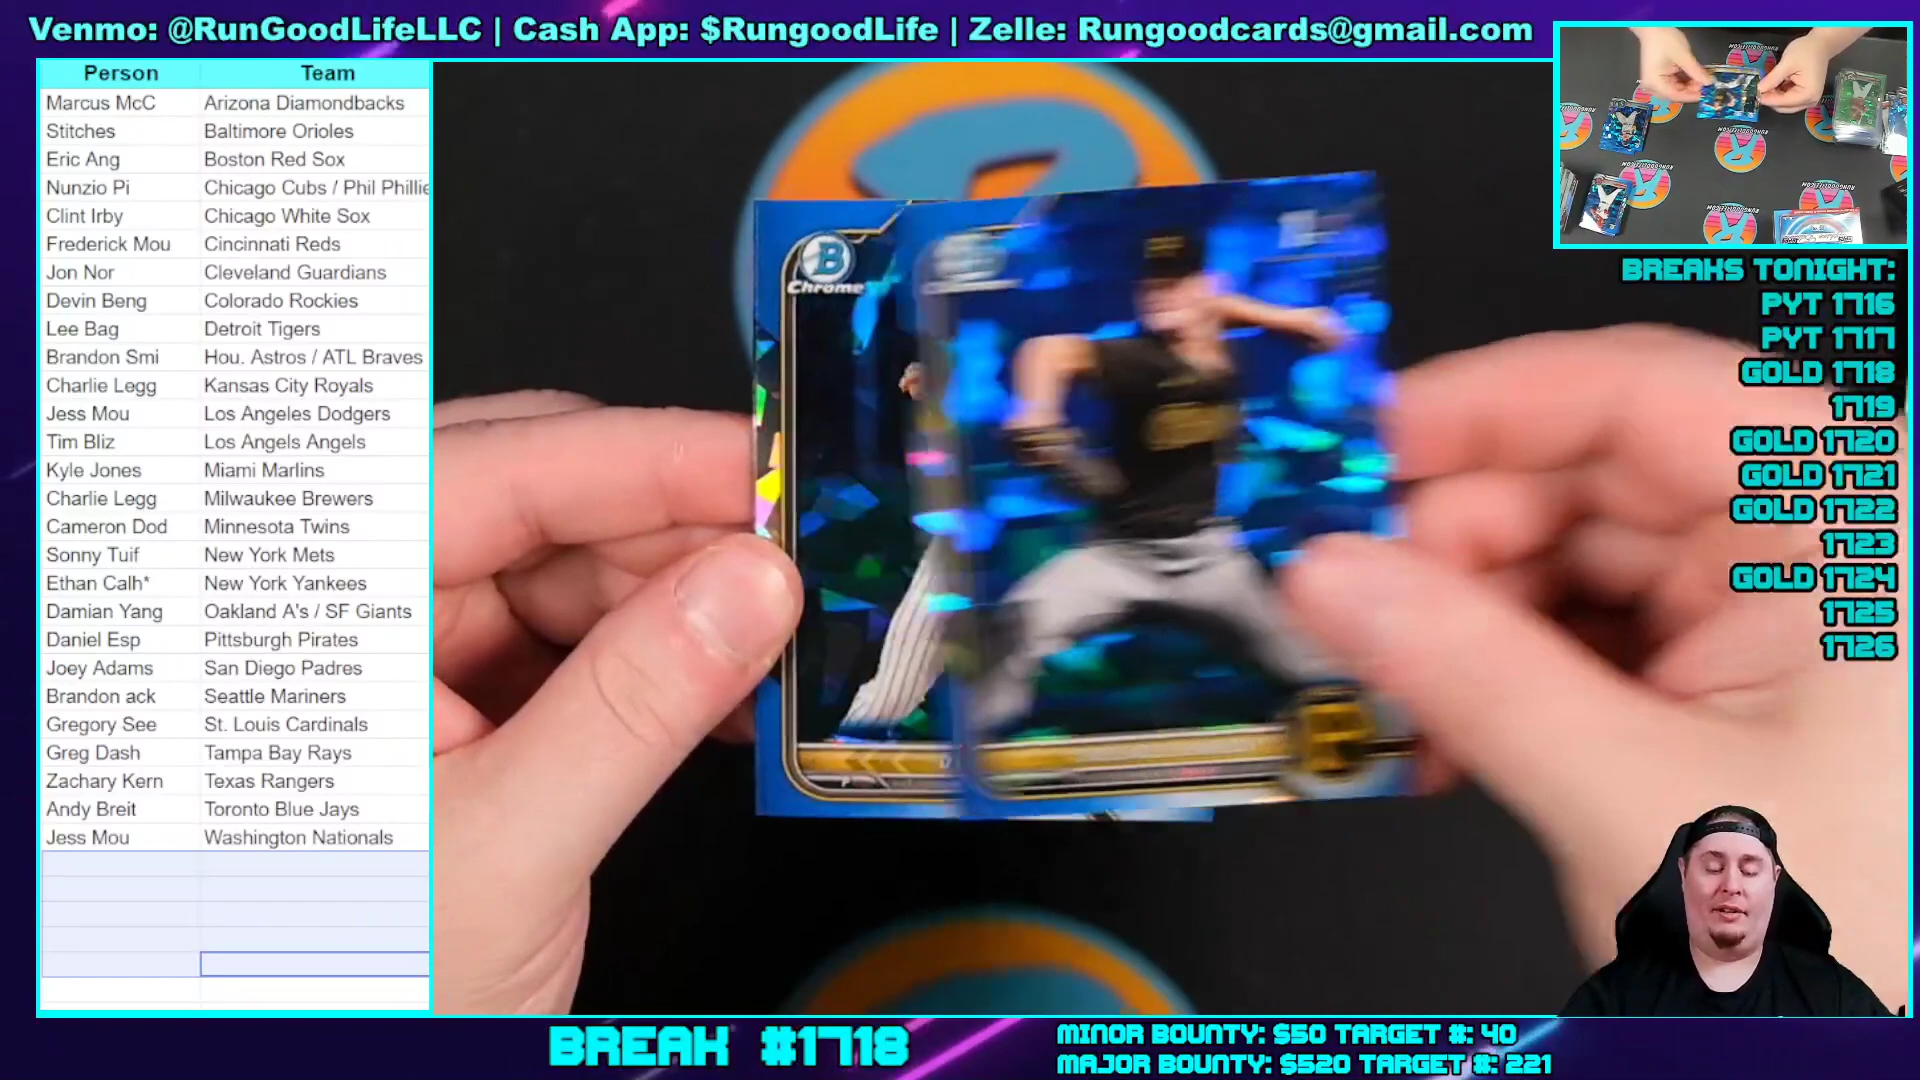 Venmo: @RunGoodLifeLLC | Cash App: $RungoodLife | Zelle: Rungoodcards@gmail.com
Person Team
Marcus McC Arizona Diamondbacks
Stitches Baltimore Orioles
Eric Ang Boston Red Sox
Nunzio Pi Chicago Cubs / Phil Phillie
Clint Irby Chicago White Sox
Frederick Mou Cincinnati Reds
Jon Nor Cleveland Guardians
Devin Beng Colorado Rockies
Lee Bag Detroit Tigers
Brandon Smi Hou. Astros / ATL Braves
Charlie Legg Kansas City Royals
Jess Mou Los Angeles Dodgers
Tim Bliz Los Angels Angels
Kyle Jones Miami Marlins
Charlie Legg Milwaukee Brewers
Cameron Dod Minnesota Twins
Sonny Tuif New York Mets
Ethan Calh* New York Yankees
Damian Yang Oakland A's / SF Giants
Daniel Esp Pittsburgh Pirates
Joey Adams San Diego Padres
Brandon ack Seattle Mariners
Gregory See St. Louis Cardinals
Greg Dash Tampa Bay Rays
Zachary Kern Texas Rangers
Andy Breit Toronto Blue Jays
Jess Mou Washington Nationals
B
Chrome
BREAKS TONIGHT:
PYT 1716
PYT 1717
GOLD 1718
1719
GOLD 1720
GOLD 1721
GOLD 1722
1723
GOLD 1724
1725
1726
BREAK #1718
MINOR BOUNTY: $50 TARGET #: 40
MAJOR BOUNTY: $520 TARGET #: 221